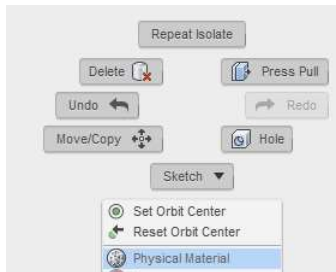 Repeat Isolate
Delete
Press Pull
Undo
Redo
Move/Copy
Hole
Sketch
Set Orbit Center
Reset Orbit Center
Physical Material